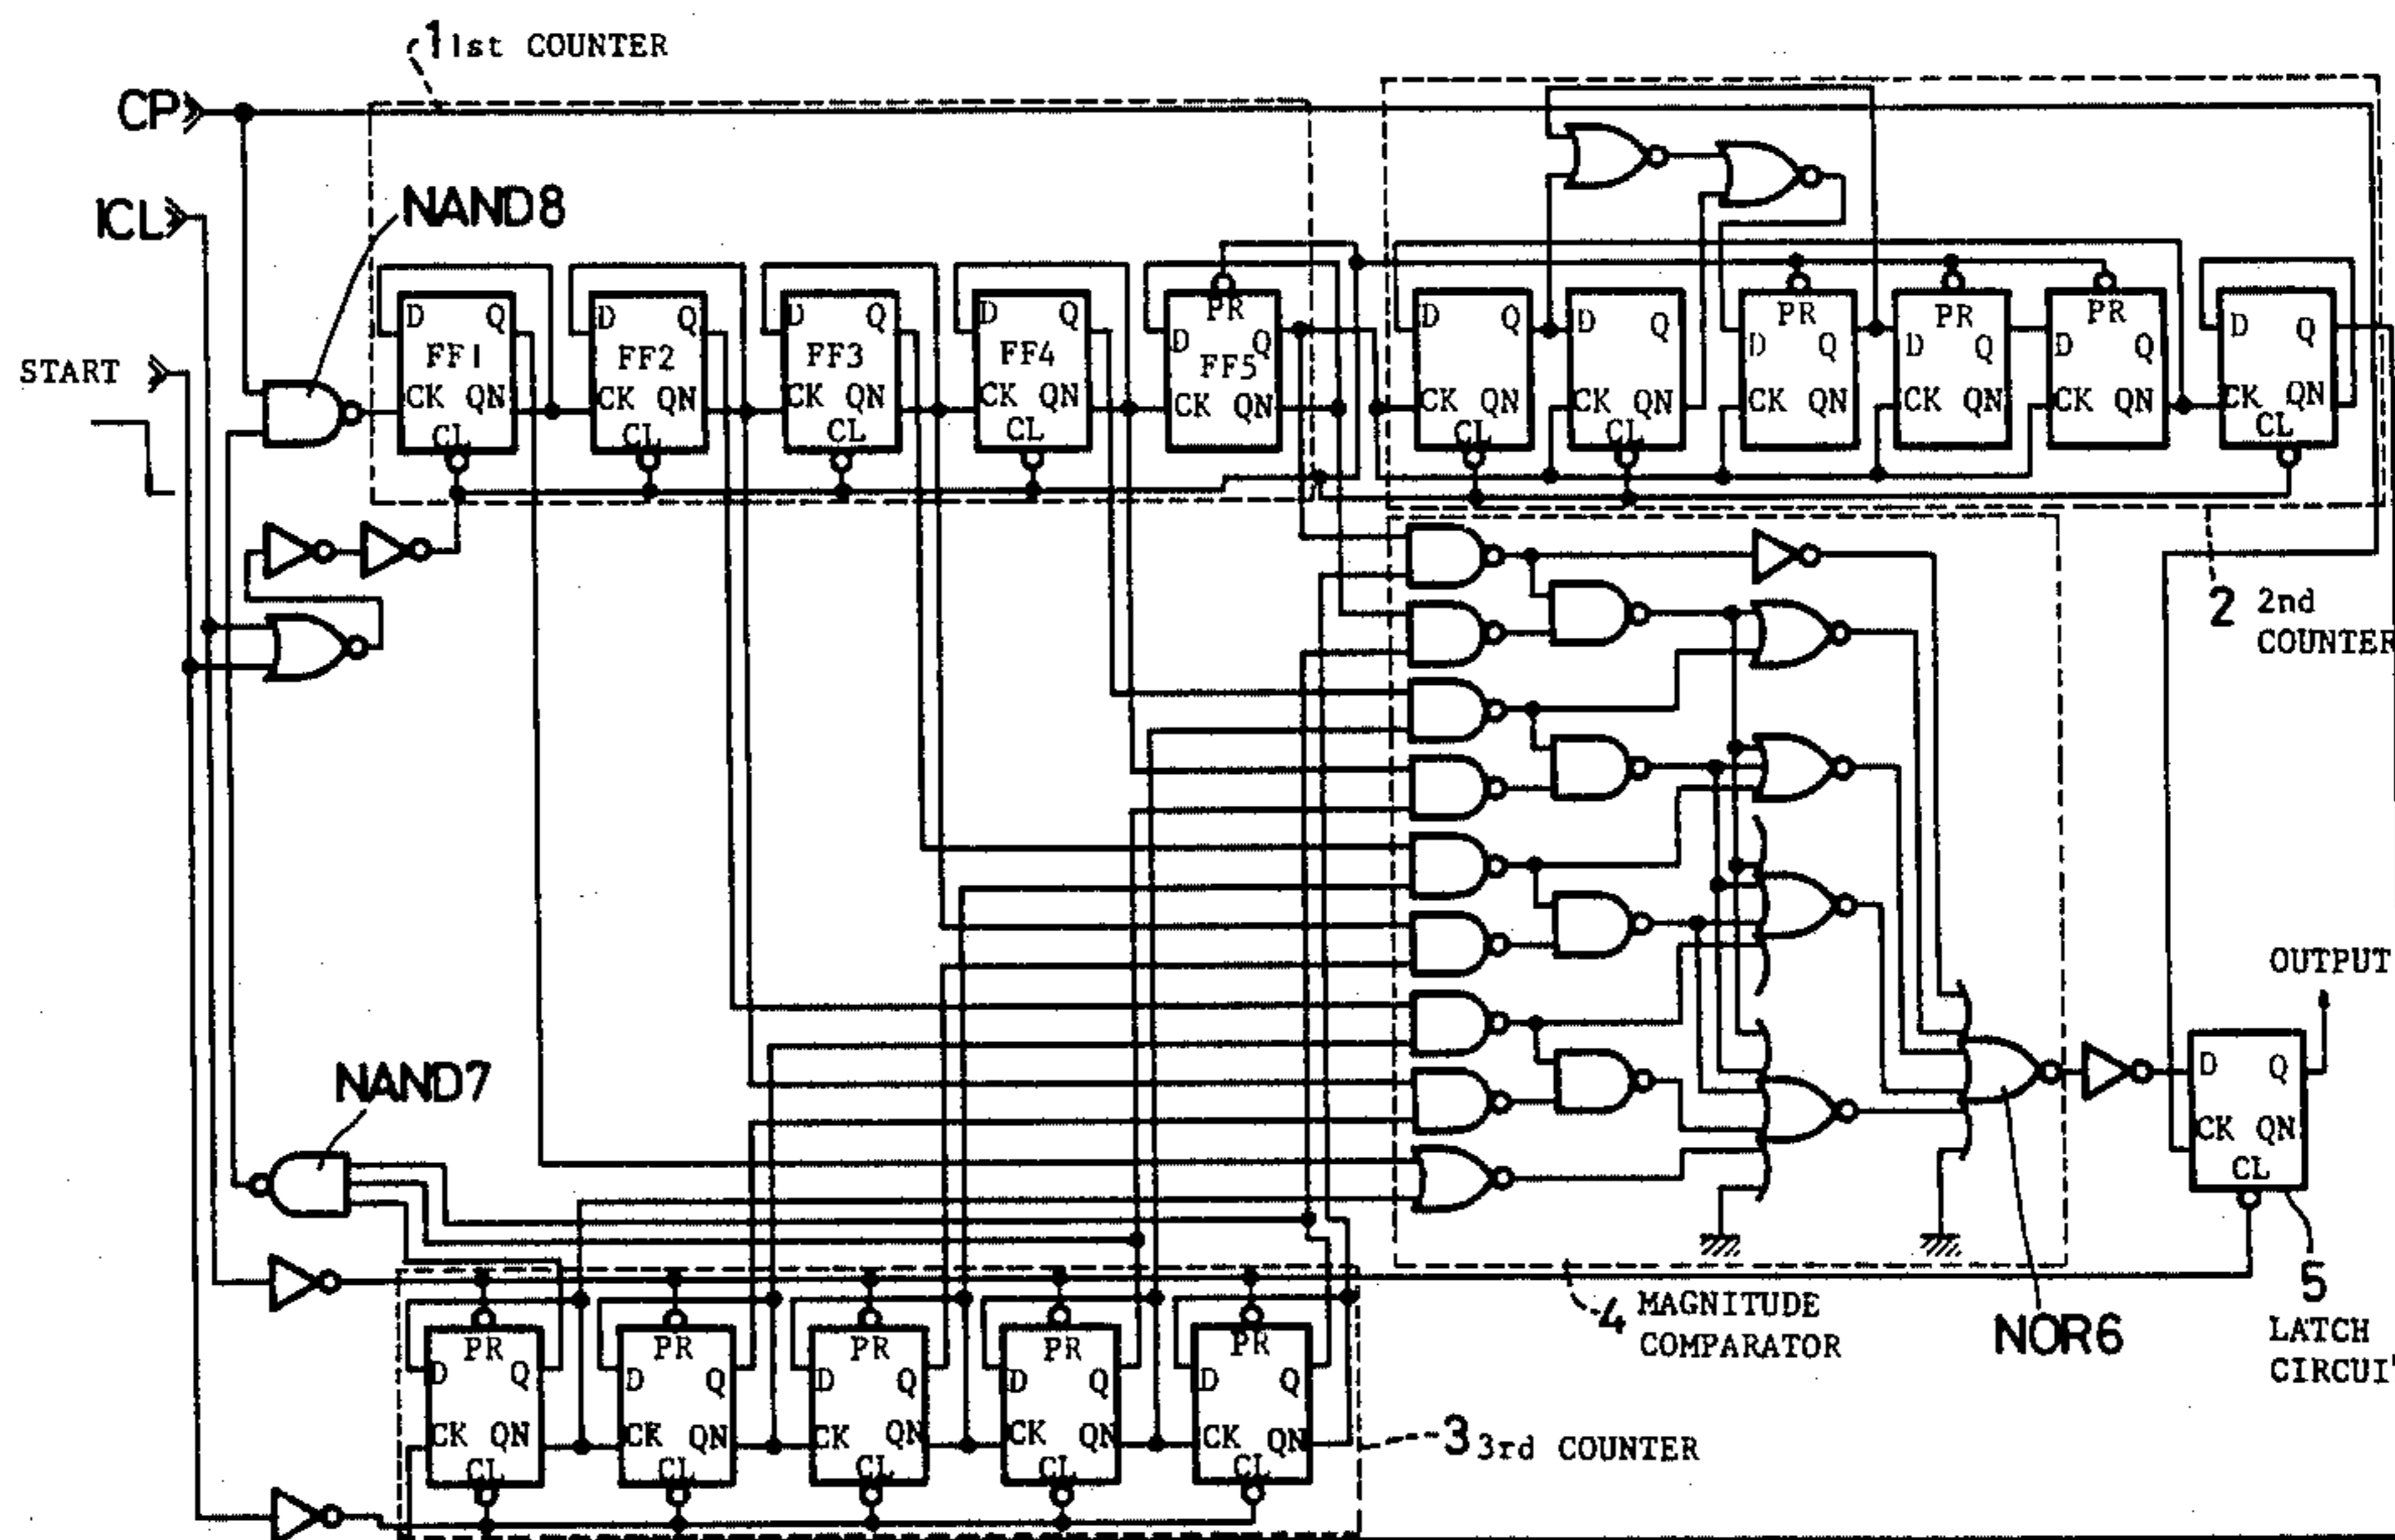 1 1st COUNTER
CP
ICL
NAND8
START
D Q
FF1
CK QN
CL
D Q
FF2
CK QN
CL
D Q
FF3
CK QN
CL
D Q
FF4
CK QN
CL
PR
D Q
FF5
CK QN
D Q
CK QN
CL
D Q
CK QN
CL
PR
D Q
CK QN
PR
D Q
CK QN
PR
D Q
CK QN
D Q
CK QN
CL
2 2nd
COUNTER
OUTPUT
NAND7
D Q
CK QN
CL
5
LATCH
CIRCUI
4 MAGNITUDE
COMPARATOR
NOR6
PR
D Q
CK QN
CL
PR
D Q
CK QN
CL
PR
D Q
CK QN
CL
PR
D Q
CK QN
CL
PR
D Q
CK QN
CL
3 3rd COUNTER